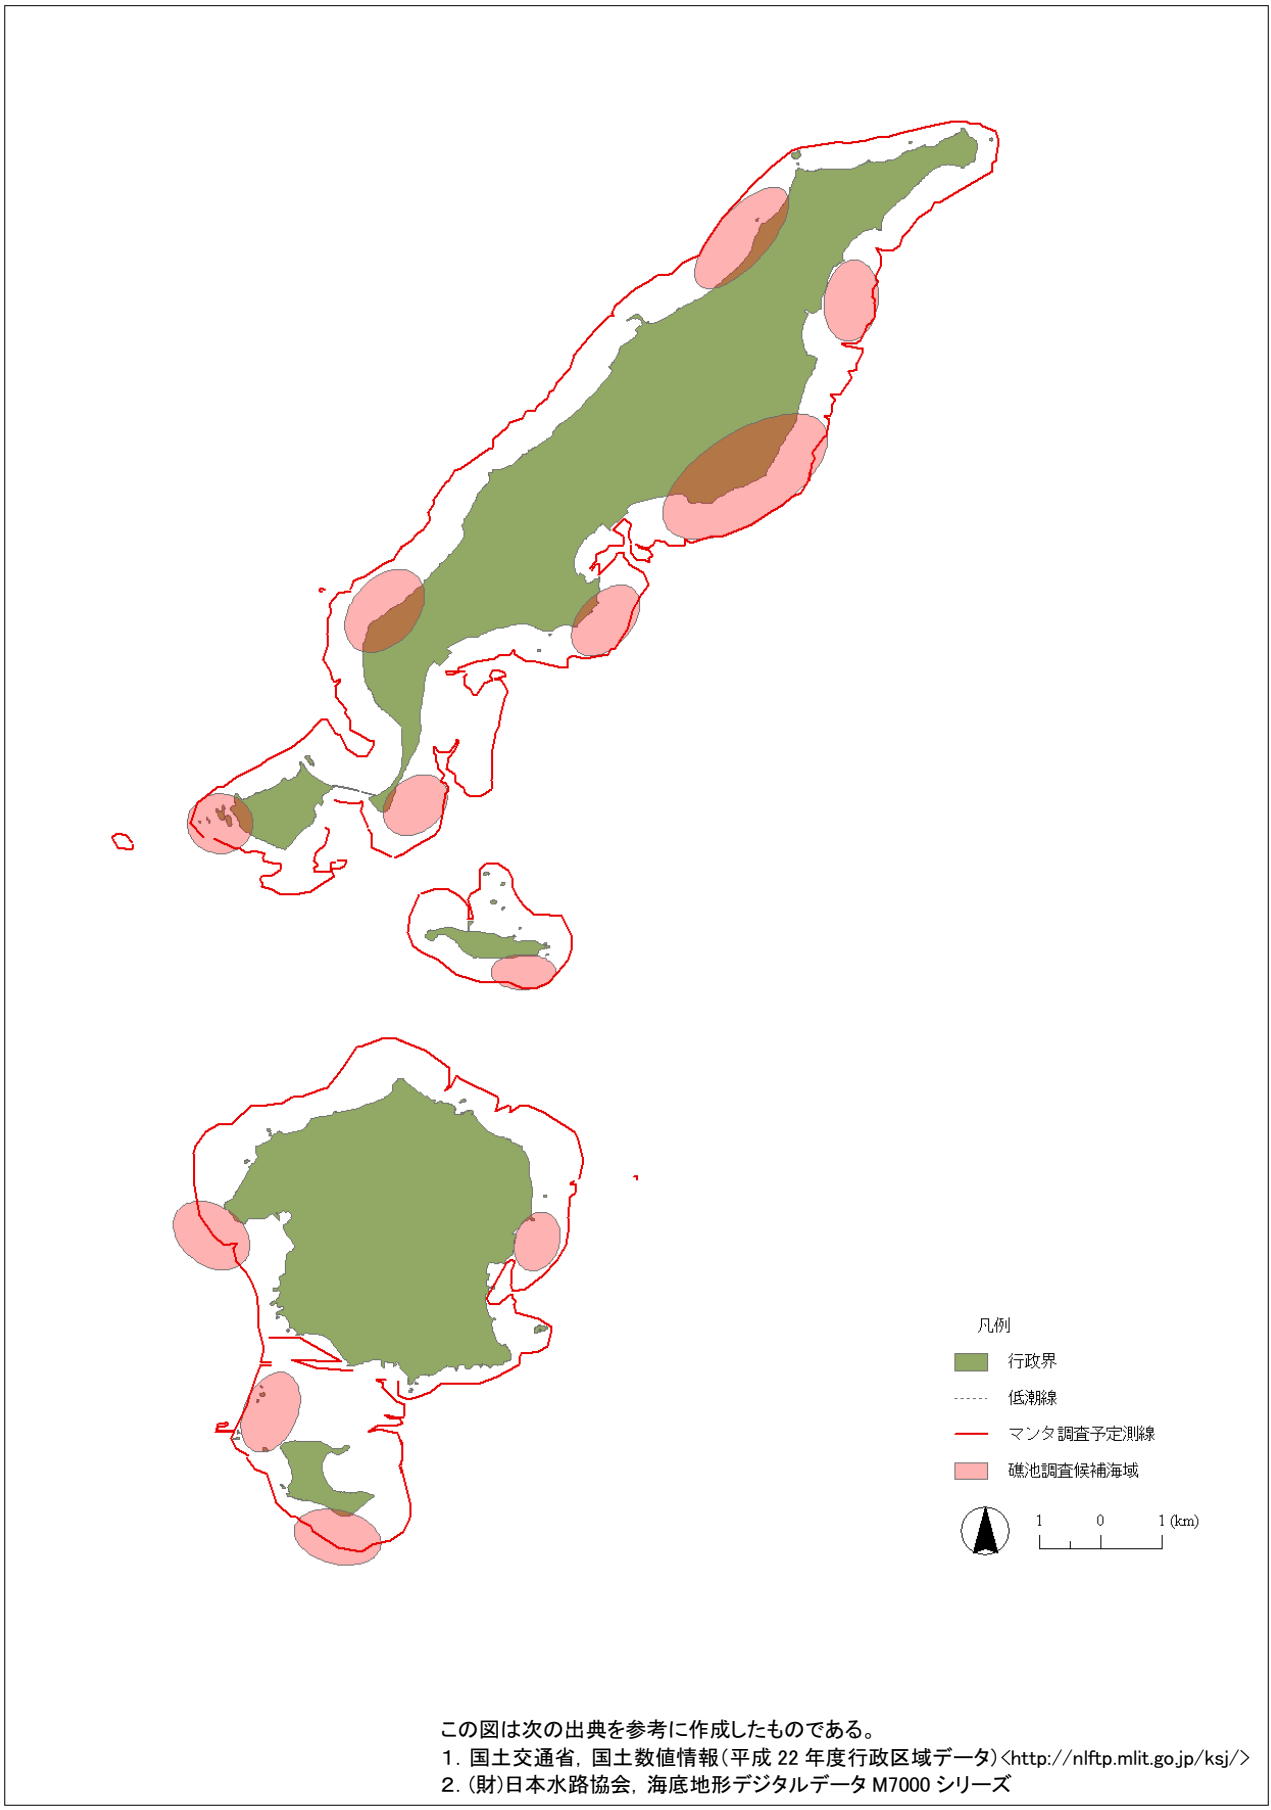 凡例
行政界
低潮線
マンタ調査予定測線
礁池調査候補海域
1 0 1 (km)
この図は次の出典を参考に作成したものである。
1. 国土交通省, 国土数値情報(平成 22 年度行政区域データ)<http://nlftp.mlit.go.jp/ksj/>
2. (財)日本水路協会, 海底地形デジタルデータ M7000 シリーズ